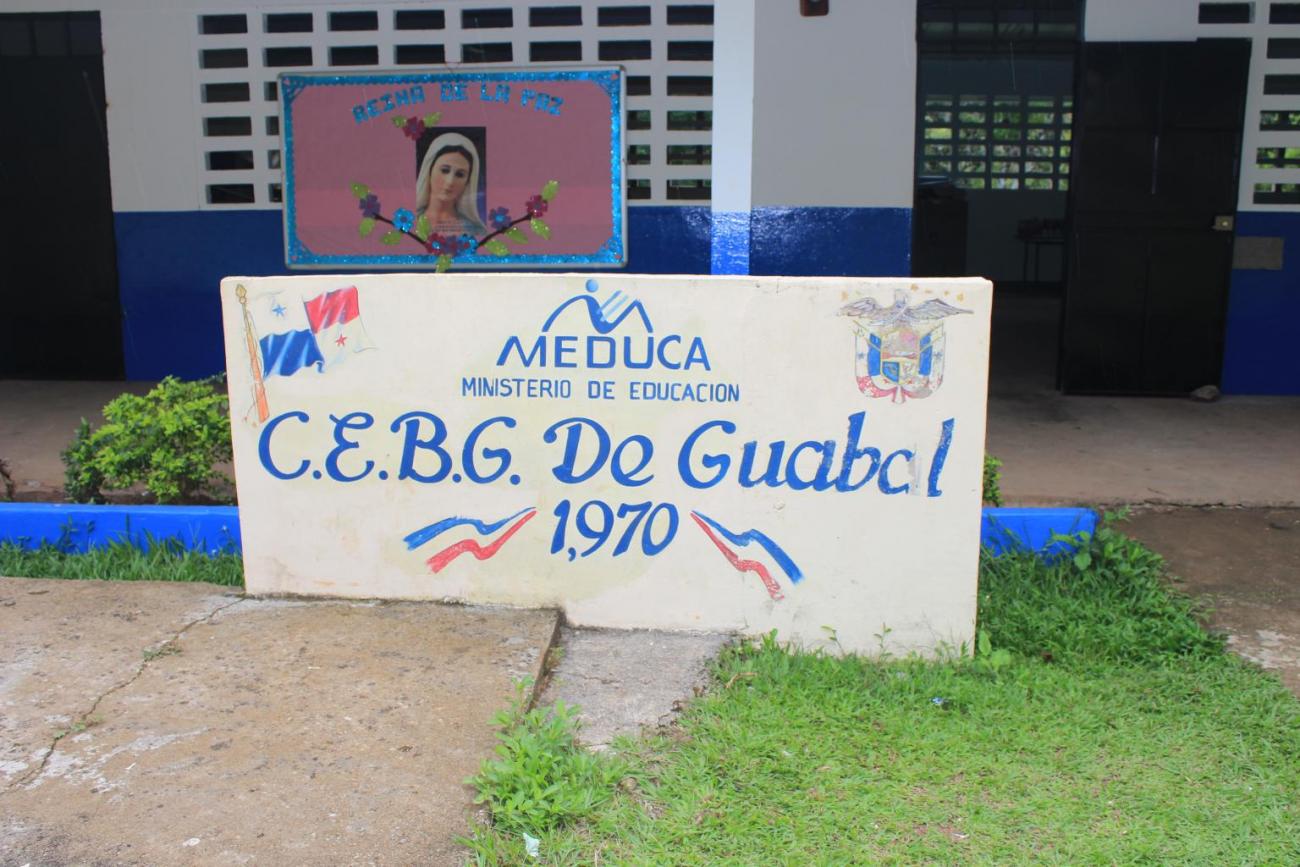 REINA DE LA PAZ
MEDUCA
MINISTERIO DE EDUCACION
C.E.B.G. De Guabal
1,970